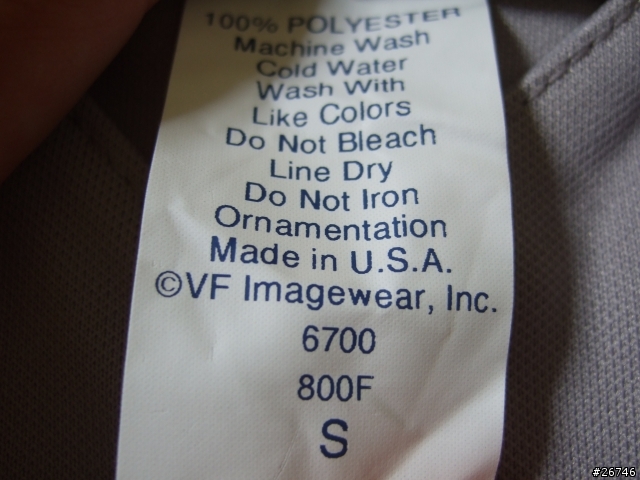 100% POLYESTER
Machine Wash
Cold Water
Wash With
Like Colors
Do Not Bleach
Line Dry
Do Not Iron
Ornamentation
Made in U.S.A.
©VF Imagewear, Inc.
6700
800F
S
#26746